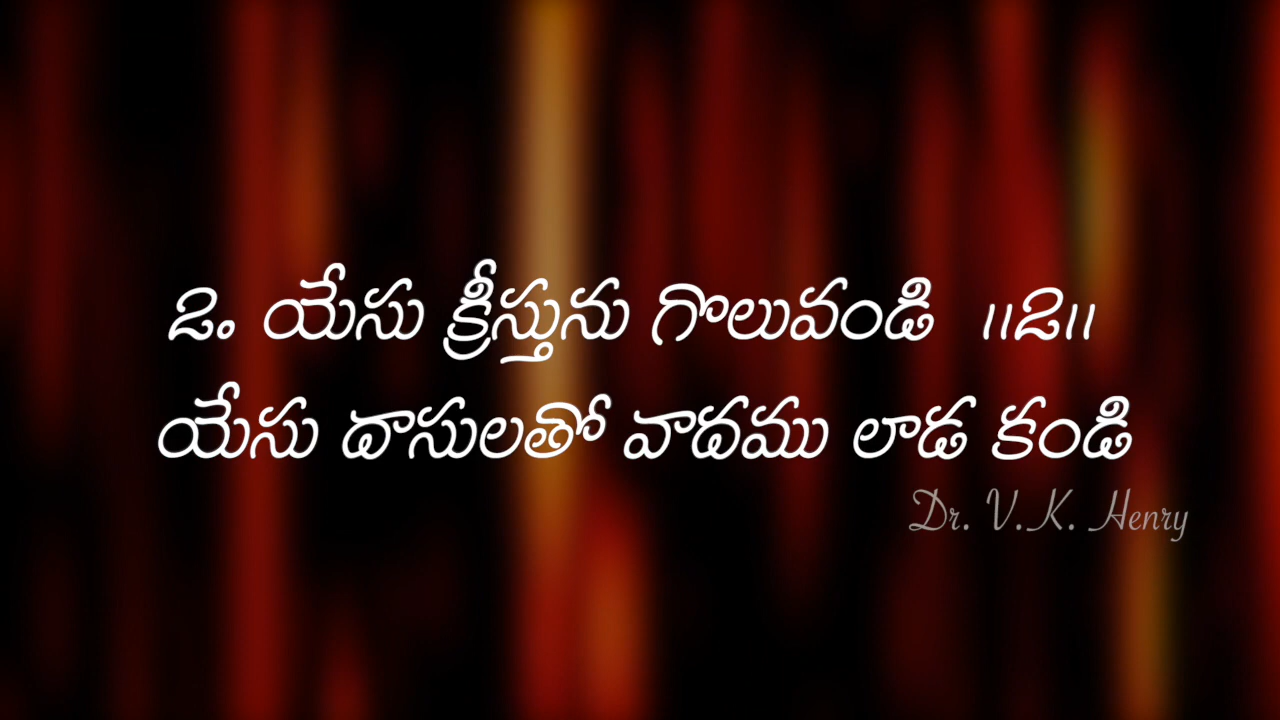 ౨. యేసు క్రీస్తును గొలువండి ॥౨॥
యేసు దాసులతో వాదము లాడ కండి
Dr. V.K. Henry